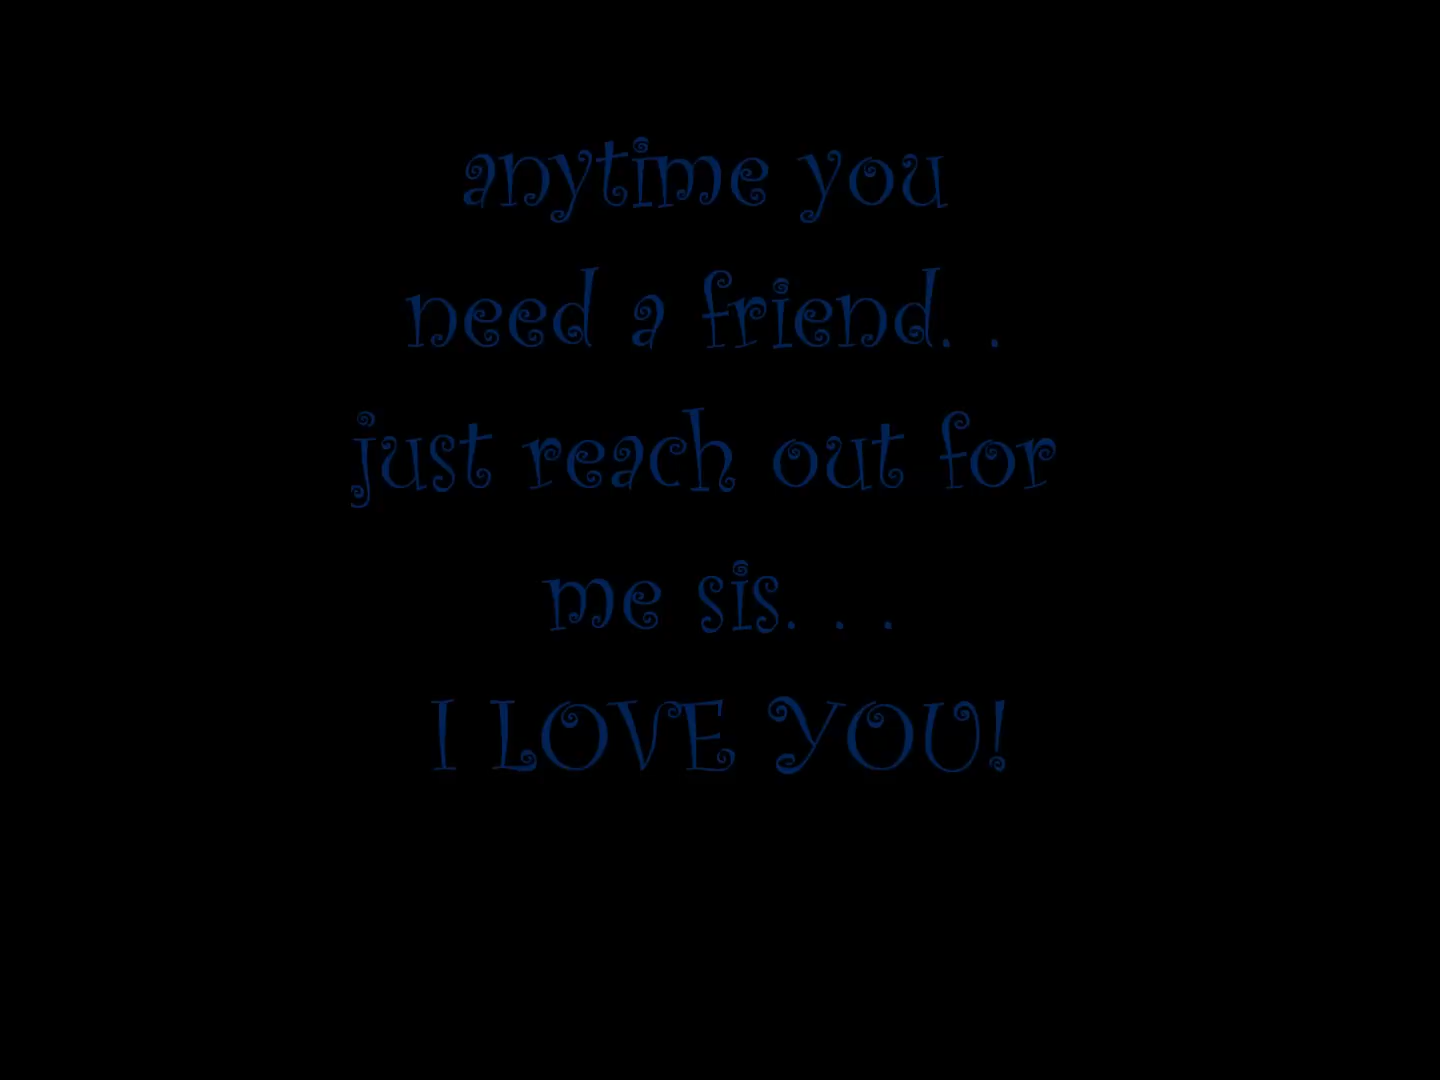 anytime you
need a friend. .
just reach out for
me sis. . .
I LOVE YOU!